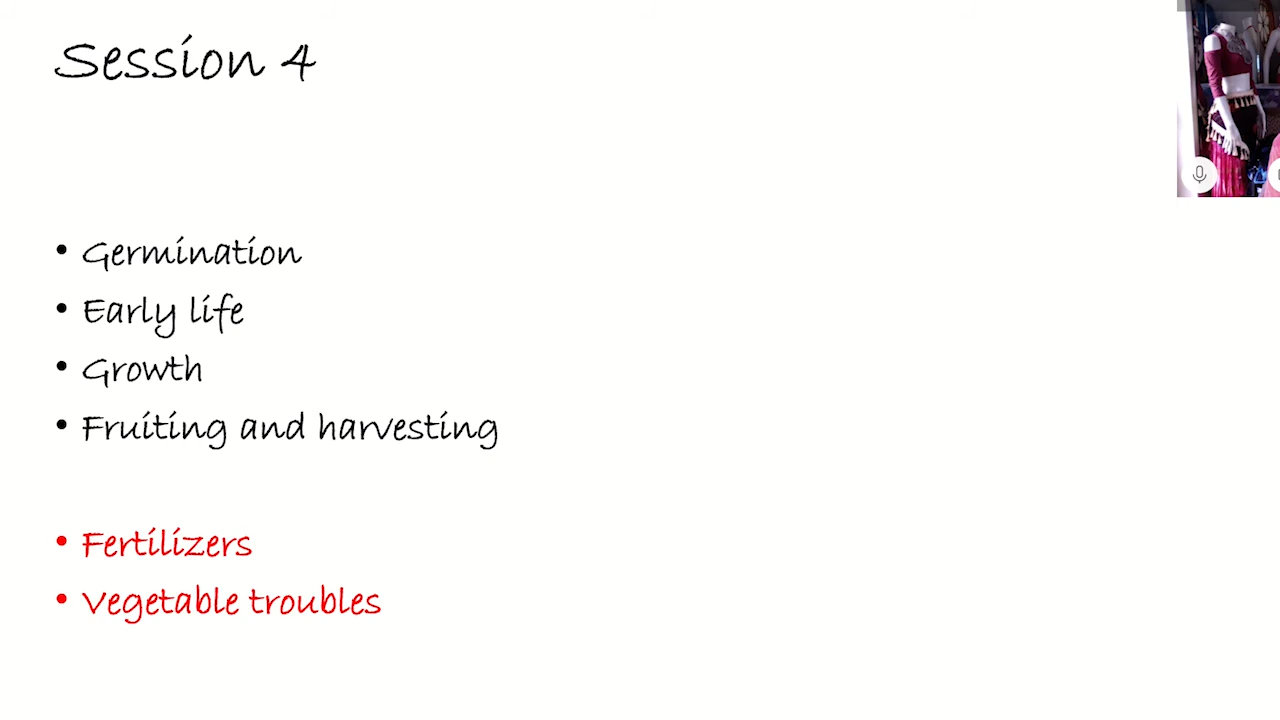 Session 4
• Germination
• Early life
• Growth
• Fruiting and harvesting
• Fertilizers
• Vegetable troubles